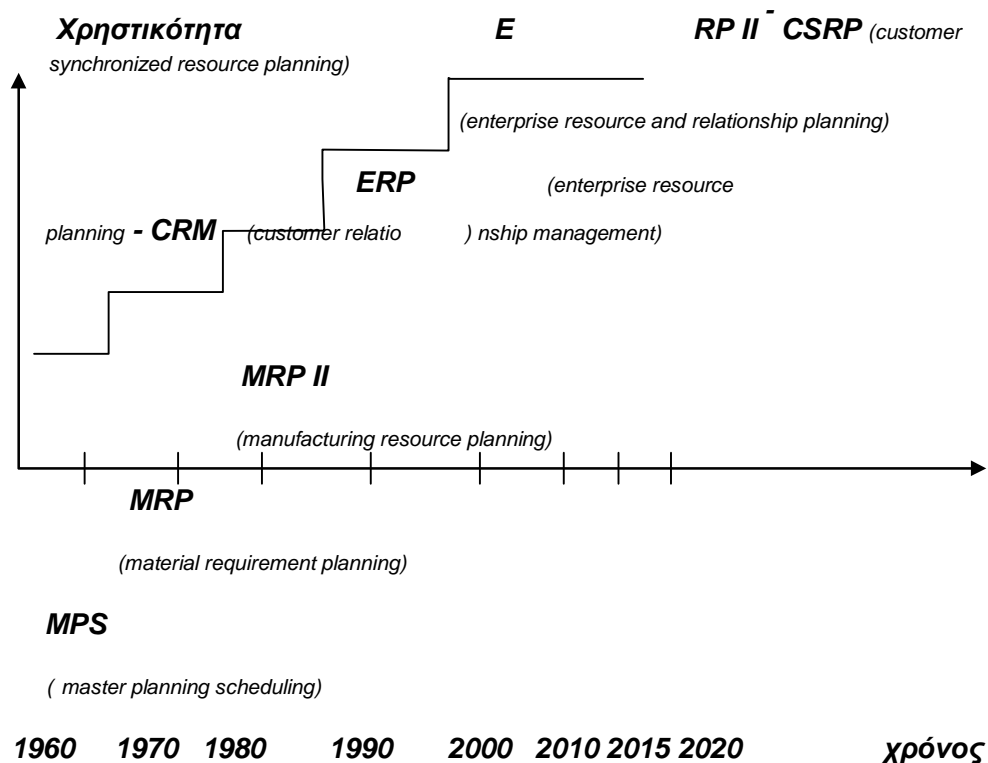 Χρηστικότητα E RP II - CSRP (customer
synchronized resource planning)
(enterprise resource and relationship planning)
ERP (enterprise resource
planning - CRM (customer relatio ) nship management)
MRP II
(manufacturing resource planning)
MRP
(material requirement planning)
MPS
( master planning scheduling)
1960 1970 1980 1990 2000 2010 2015 2020 χρόνος